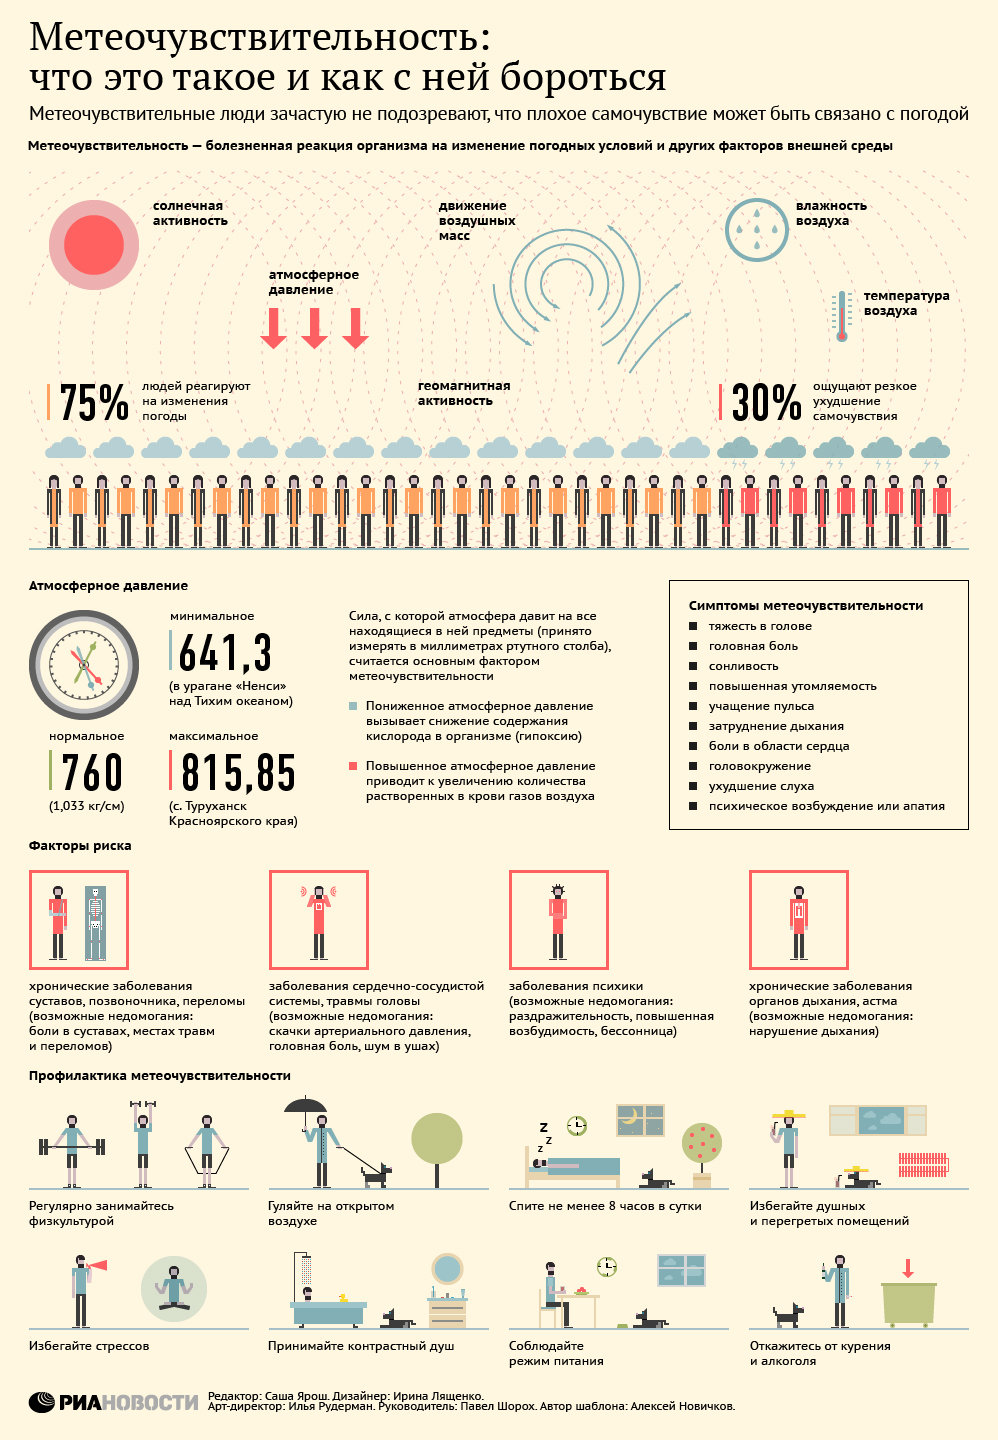 Метеочувствительность:
что это такое и как с ней бороться
Метеочувствительные люди зачастую не подозревают, что плохое самочувствие может быть связано с погодой
Метеочувствительность — болезненная реакция организма на изменение погодных условий и других факторов внешней среды
солнечная
активность
атмосферное
давление
движение
воздушных
масс
влажность
воздуха
температура
воздуха
геомагнитная
активность
75%
людей реагируют
на изменения
погоды
30%
ощущают резкое
ухудшение
самочувствия
Атмосферное давление
минимальное
641,3
(в урагане «Ненси»
над Тихим океаном)
нормальное
760
(1,033 кг/см)
максимальное
815,85
(с. Туруханск
Красноярского края)
Сила, с которой атмосфера давит на все
находящиеся в ней предметы (принято
измерять в миллиметрах ртутного столба),
считается основным фактором
метеочувствительности
Пониженное атмосферное давление
вызывает снижение содержания
кислорода в организме (гипоксию)
Повышенное атмосферное давление
приводит к увеличению количества
растворенных в крови газов воздуха
Симптомы метеочувствительности
тяжесть в голове
головная боль
сонливость
повышенная утомляемость
учащение пульса
затруднение дыхания
боли в области сердца
головокружение
ухудшение слуха
психическое возбуждение или апатия
Факторы риска
хронические заболевания
суставов, позвоночника, переломы
(возможные недомогания:
боли в суставах, местах травм
и переломов)
заболевания сердечно-сосудистой
системы, травмы головы
(возможные недомогания:
скачки артериального давления,
головная боль, шум в ушах)
заболевания психики
(возможные недомогания:
раздражительность, повышенная
возбудимость, бессонница)
хронические заболевания
органов дыхания, астма
(возможные недомогания:
нарушение дыхания)
Профилактика метеочувствительности
Регулярно занимайтесь
физкультурой
Гуляйте на открытом
воздухе
z
z
z
Спите не менее 8 часов в сутки
Избегайте душных
и перегретых помещений
Избегайте стрессов
Принимайте контрастный душ
Соблюдайте
режим питания
Откажитесь от курения
и алкоголя
РИАНОВОСТИ
Редактор: Саша Ярош. Дизайнер: Ирина Лященко.
Арт-директор: Илья Рудерман. Руководитель: Павел Шорох. Автор шаблона: Алексей Новичков.